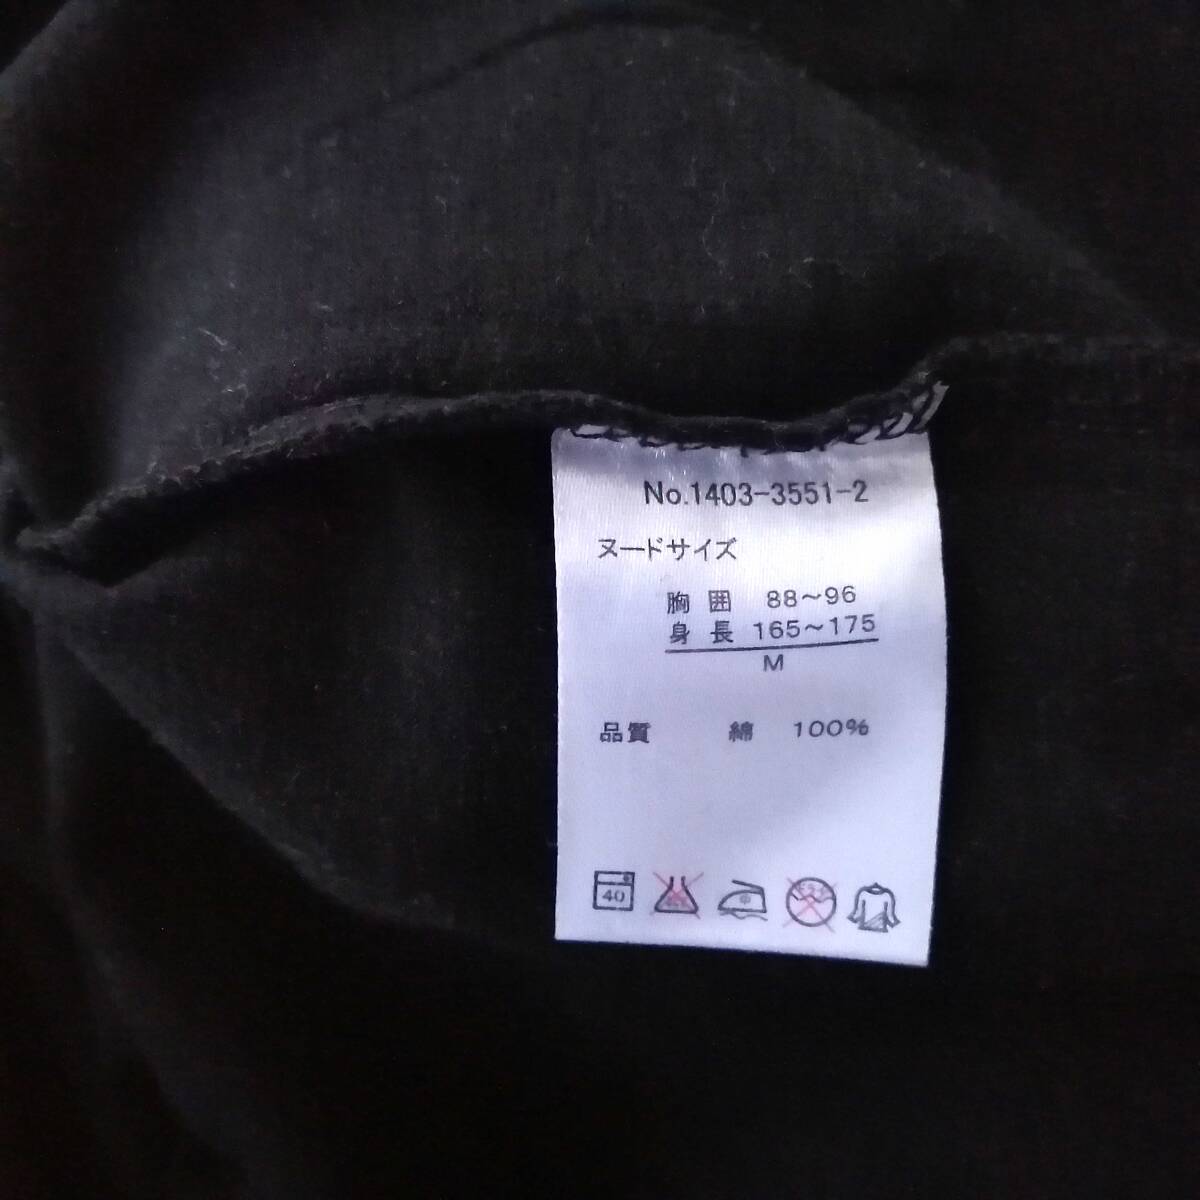 No.1403-3551-2
ヌードサイズ
胸囲 88〜96
身長 165〜175
M
品質 綿 100%
40 中